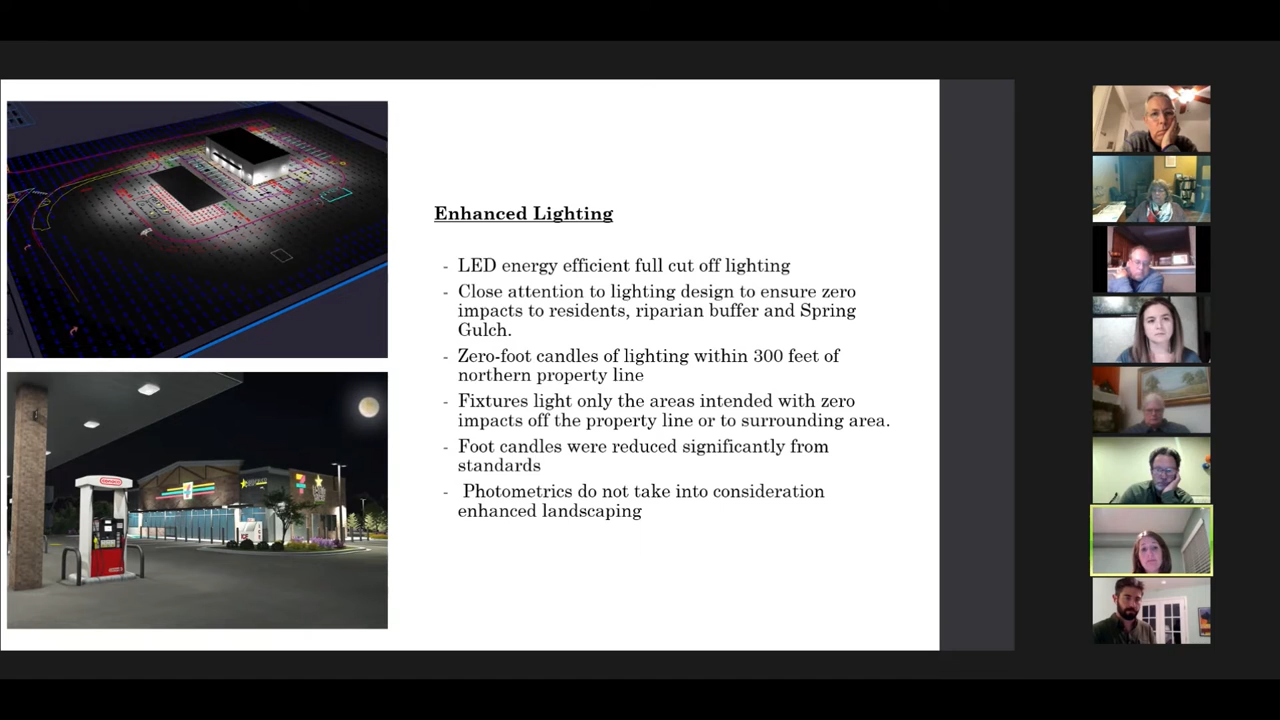 Enhanced Lighting
- LED energy efficient full cut off lighting
- Close attention to lighting design to ensure zero
impacts to residents, riparian buffer and Spring
Gulch.
- Zero-foot candles of lighting within 300 feet of
northern property line
- Fixtures light only the areas intended with zero
impacts off the property line or to surrounding area.
- Foot candles were reduced significantly from
standards
- Photometrics do not take into consideration
enhanced landscaping